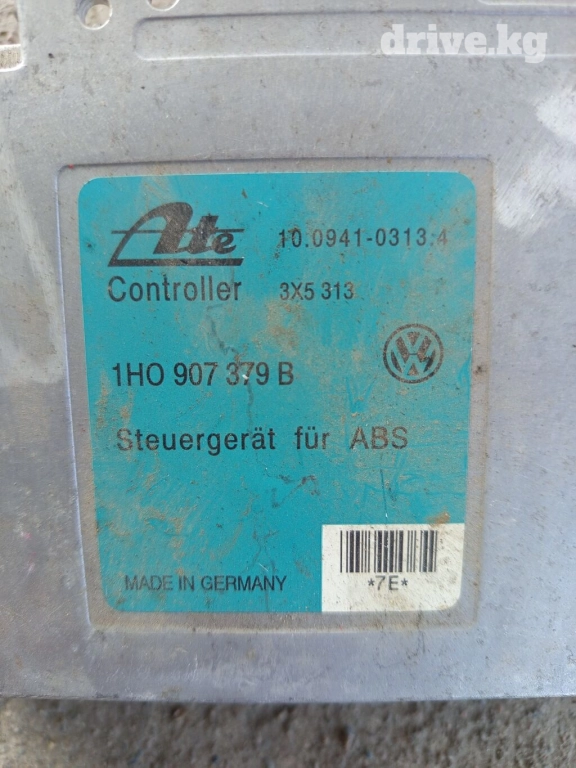 drive.kg
Ate 10.0941-0313.4
Controller 3X5 313
VW
1H0 907 379 B
Steuergerät für ABS
MADE IN GERMANY *7E*